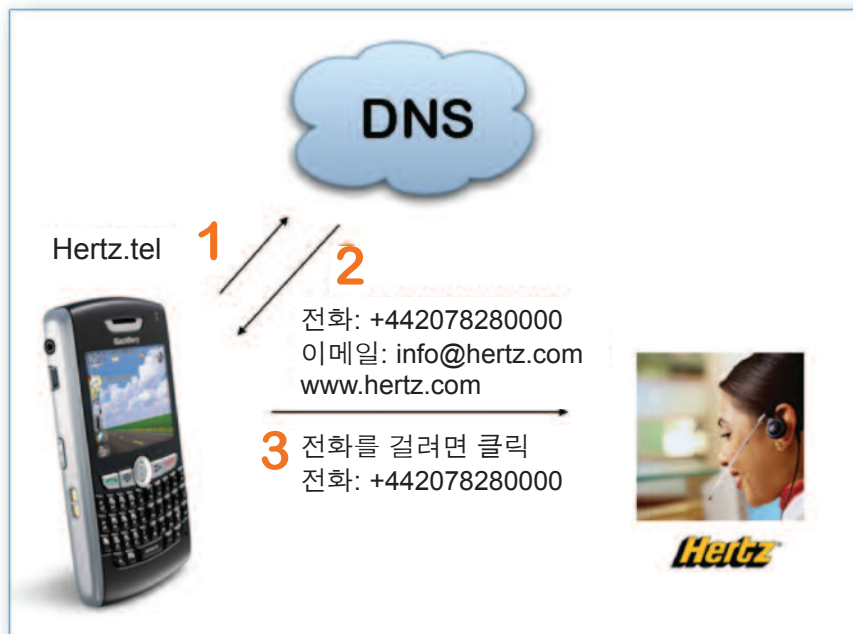 DNS
Hertz.tel
1
2
전화: +442078280000
이메일: info@hertz.com
www.hertz.com
3 전화를 걸려면 클릭
전화: +442078280000
BlackBerry
Hertz